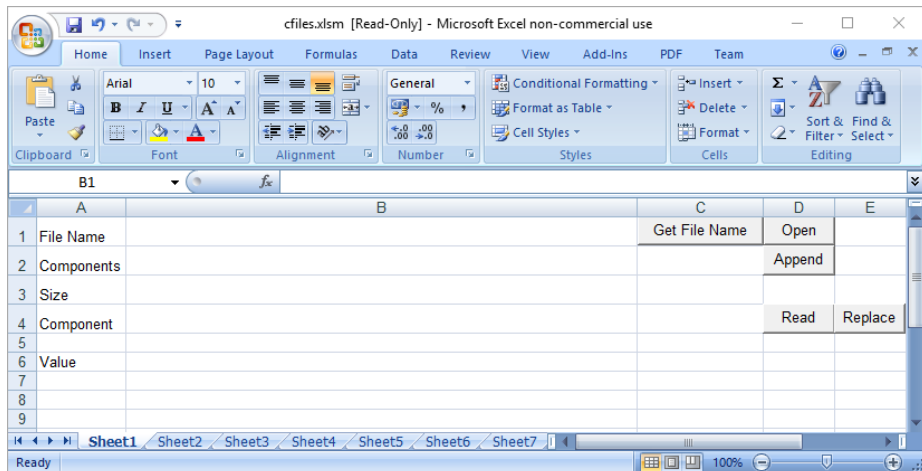 cfiles.xlsm [Read-Only] - Microsoft Excel non-commercial use
Home Insert Page Layout Formulas Data Review View Add-Ins PDF Team
Paste
Clipboard
Arial 10
B I U A A
A
Font
Alignment
General
% ,
.0 .00
.00 .0
Number
Conditional Formatting
Format as Table
Cell Styles
Styles
Insert
Delete
Format
Cells
Σ
A
Z
Sort & Filter
Find & Select
Editing
B1 fx
A B C D E
1 File Name Get File Name Open
2 Components Append
3 Size
4 Component Read Replace
5
6 Value
7
8
9
Sheet1 Sheet2 Sheet3 Sheet4 Sheet5 Sheet6 Sheet7
Ready 100%